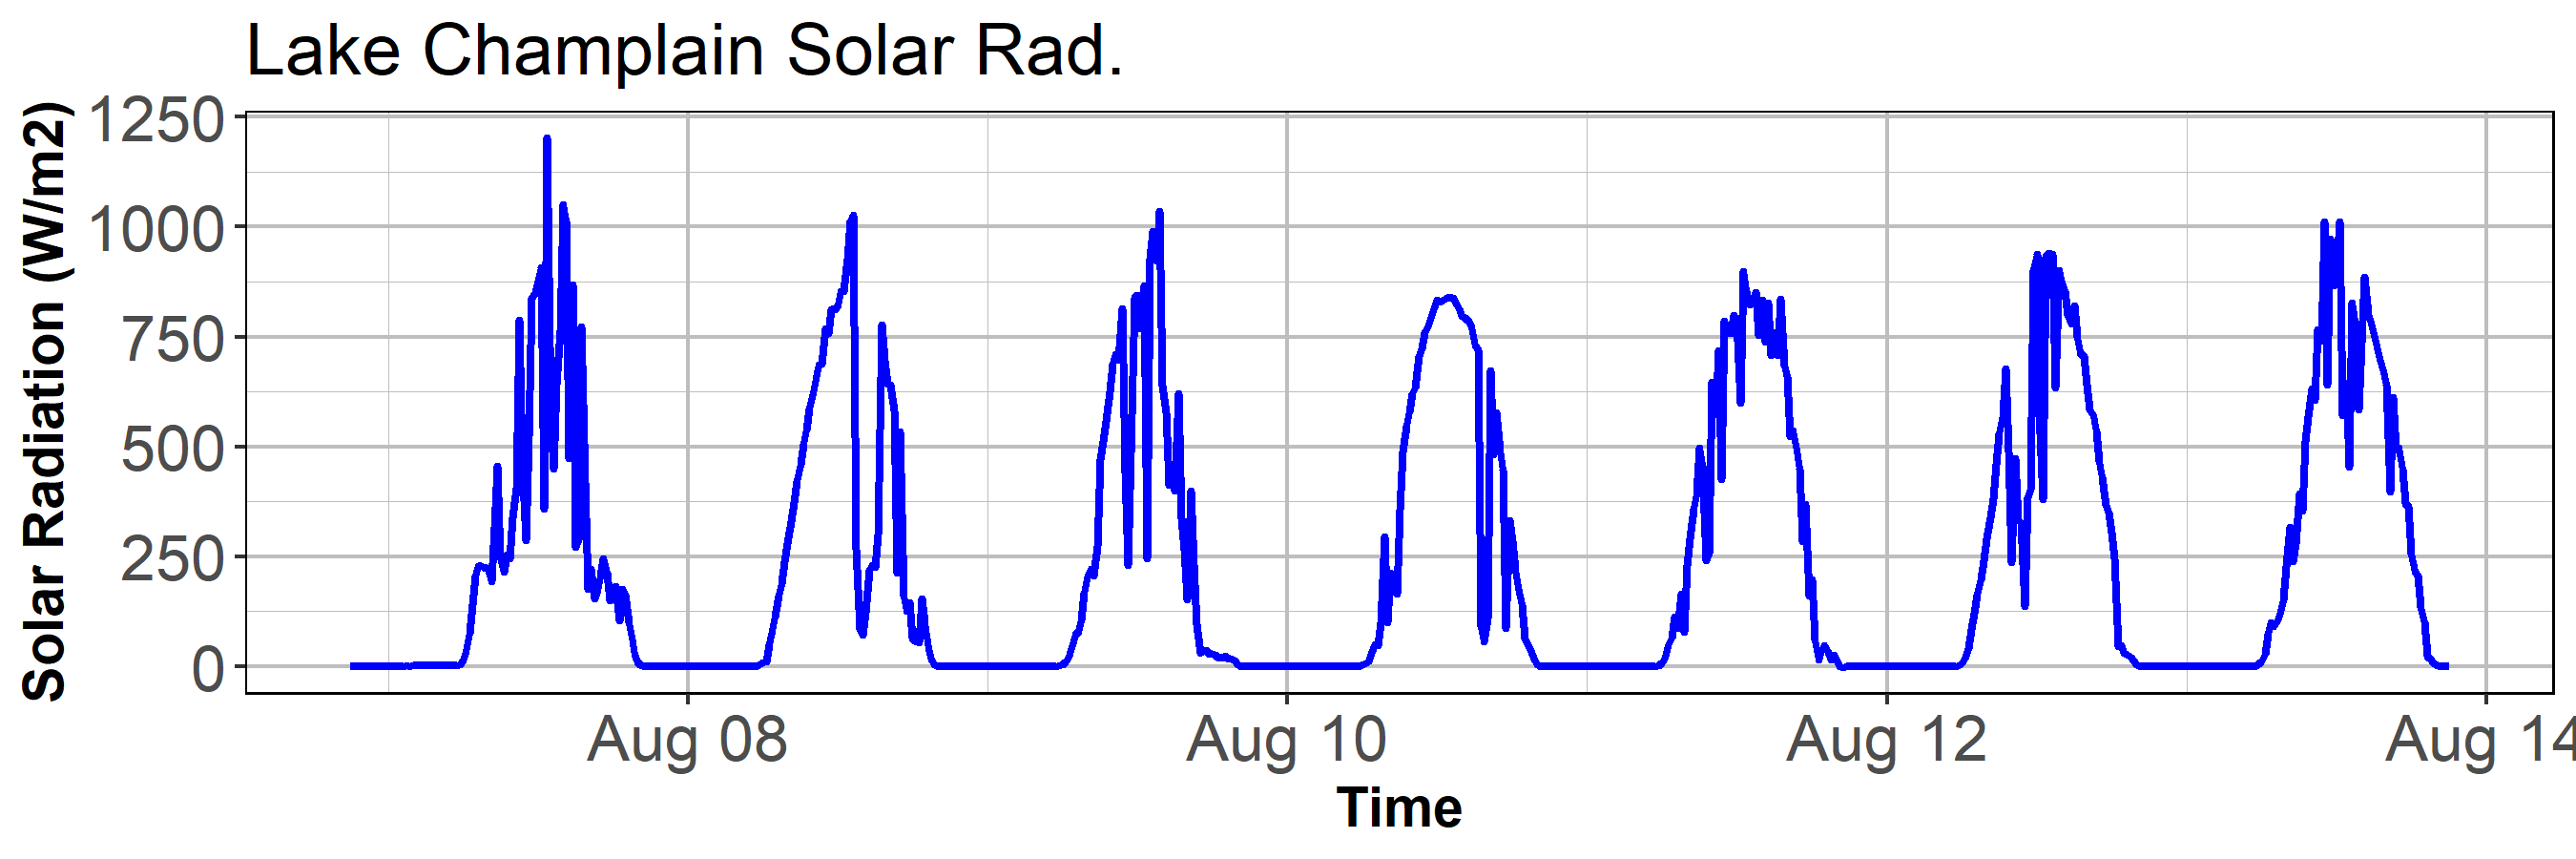 Lake Champlain Solar Rad.
Solar Radiation (W/m2)
1250
1000
750
500
250
0
Aug 08 Aug 10 Aug 12 Aug 14
Time